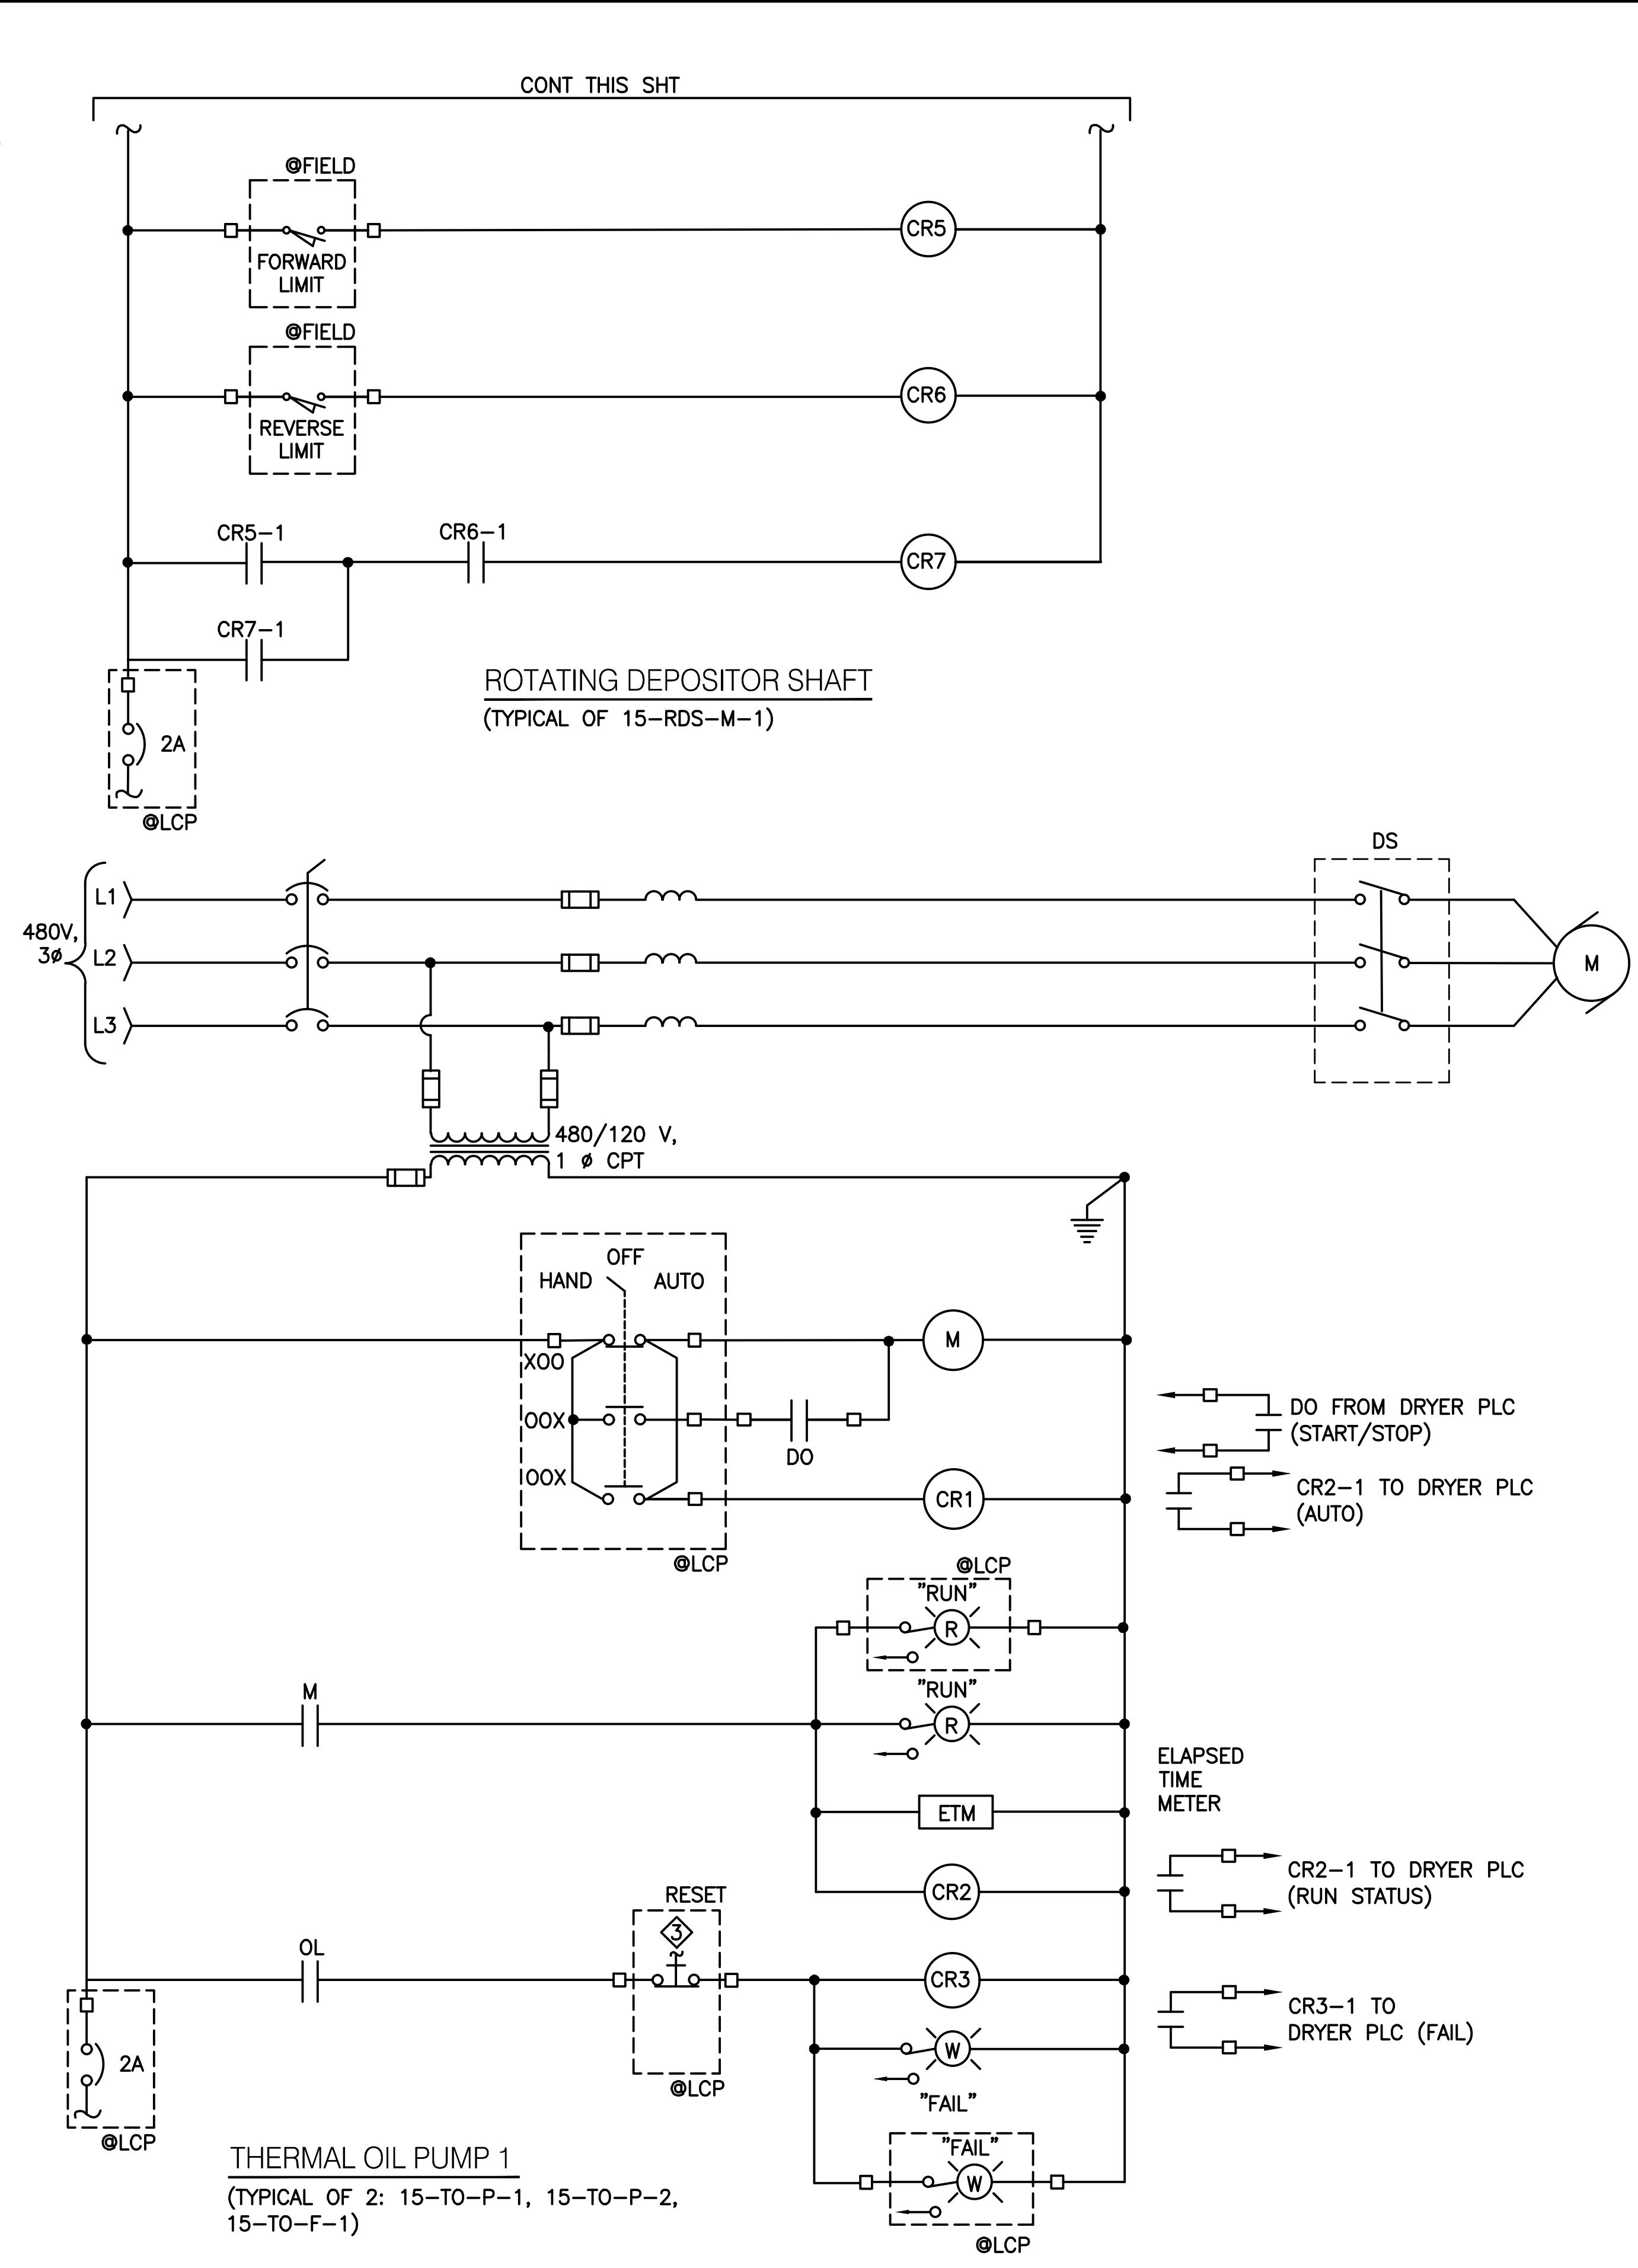 CONT THIS SHT
@FIELD
FORWARD
LIMIT
CR5
@FIELD
REVERSE
LIMIT
CR6
CR5-1
CR6-1
CR7
CR7-1
ROTATING DEPOSITOR SHAFT
(TYPICAL OF 15-RDS-M-1)
2A
@LCP
DS
480V,
3ø
L1
L2
L3
M
480/120 V,
1 ø CPT
OFF
HAND
AUTO
XOO
M
OOX
DO
OOX
CR1
@LCP
DO FROM DRYER PLC
(START/STOP)
CR2-1 TO DRYER PLC
(AUTO)
@LCP
"RUN"
R
"RUN"
M
R
ELAPSED
TIME
METER
ETM
CR2
CR2-1 TO DRYER PLC
(RUN STATUS)
RESET
3
OL
CR3
CR3-1 TO
DRYER PLC (FAIL)
W
"FAIL"
@LCP
2A
@LCP
"FAIL"
W
@LCP
THERMAL OIL PUMP 1
(TYPICAL OF 2: 15-TO-P-1, 15-TO-P-2,
15-TO-F-1)